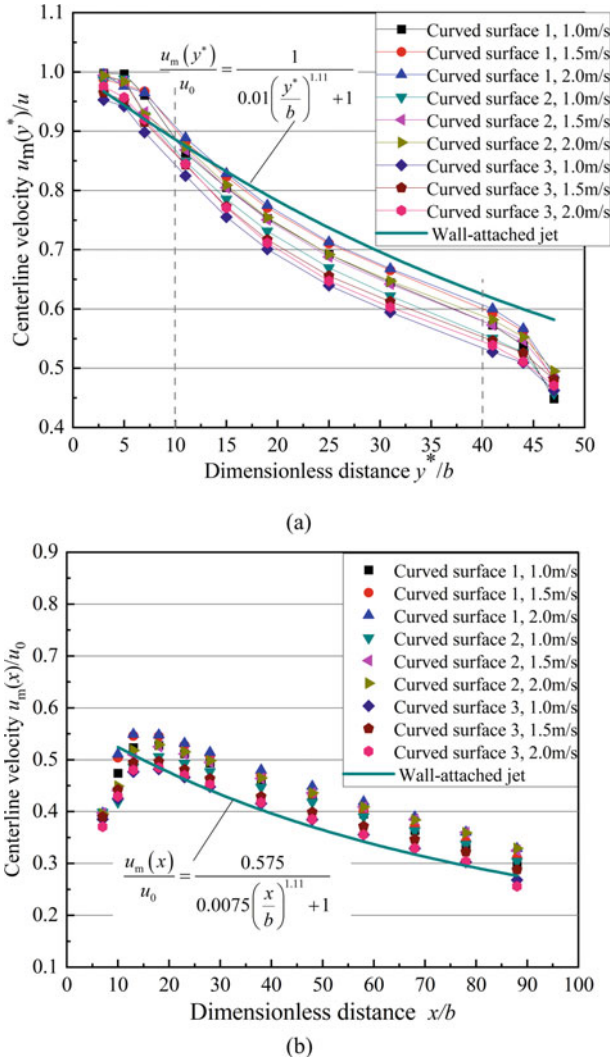 1.1
1.0
0.9
0.8
0.7
0.6
0.5
0.4
Centerline velocity u_m(y*)/u
u_m(y*)/u_0 = 1/(0.01(y*/b)^1.11 + 1)
Curved surface 1, 1.0m/s
Curved surface 1, 1.5m/s
Curved surface 1, 2.0m/s
Curved surface 2, 1.0m/s
Curved surface 2, 1.5m/s
Curved surface 2, 2.0m/s
Curved surface 3, 1.0m/s
Curved surface 3, 1.5m/s
Curved surface 3, 2.0m/s
Wall-attached jet
0 5 10 15 20 25 30 35 40 45 50
Dimensionless distance y*/b
(a)
0.9
0.8
0.7
0.6
0.5
0.4
0.3
0.2
0.1
Centerline velocity u_m(x)/u_0
Curved surface 1, 1.0m/s
Curved surface 1, 1.5m/s
Curved surface 1, 2.0m/s
Curved surface 2, 1.0m/s
Curved surface 2, 1.5m/s
Curved surface 2, 2.0m/s
Curved surface 3, 1.0m/s
Curved surface 3, 1.5m/s
Curved surface 3, 2.0m/s
Wall-attached jet
u_m(x)/u_0 = 0.575/(0.0075(x/b)^1.11 + 1)
0 10 20 30 40 50 60 70 80 90 100
Dimensionless distance x/b
(b)